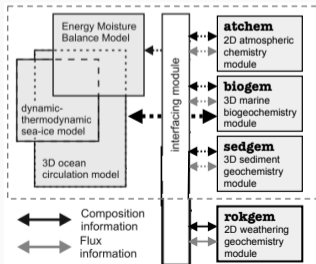 Energy Moisture
Balance Model
dynamic-
thermodynamic
sea-ice model
3D ocean
circulation model
interfacing module
atchem
2D atmospheric
chemistry
module
biogem
3D marine
biogeochemistry
module
sedgem
3D sediment
geochemistry
module
rokgem
2D weathering
geochemistry
module
Composition
information
Flux
information